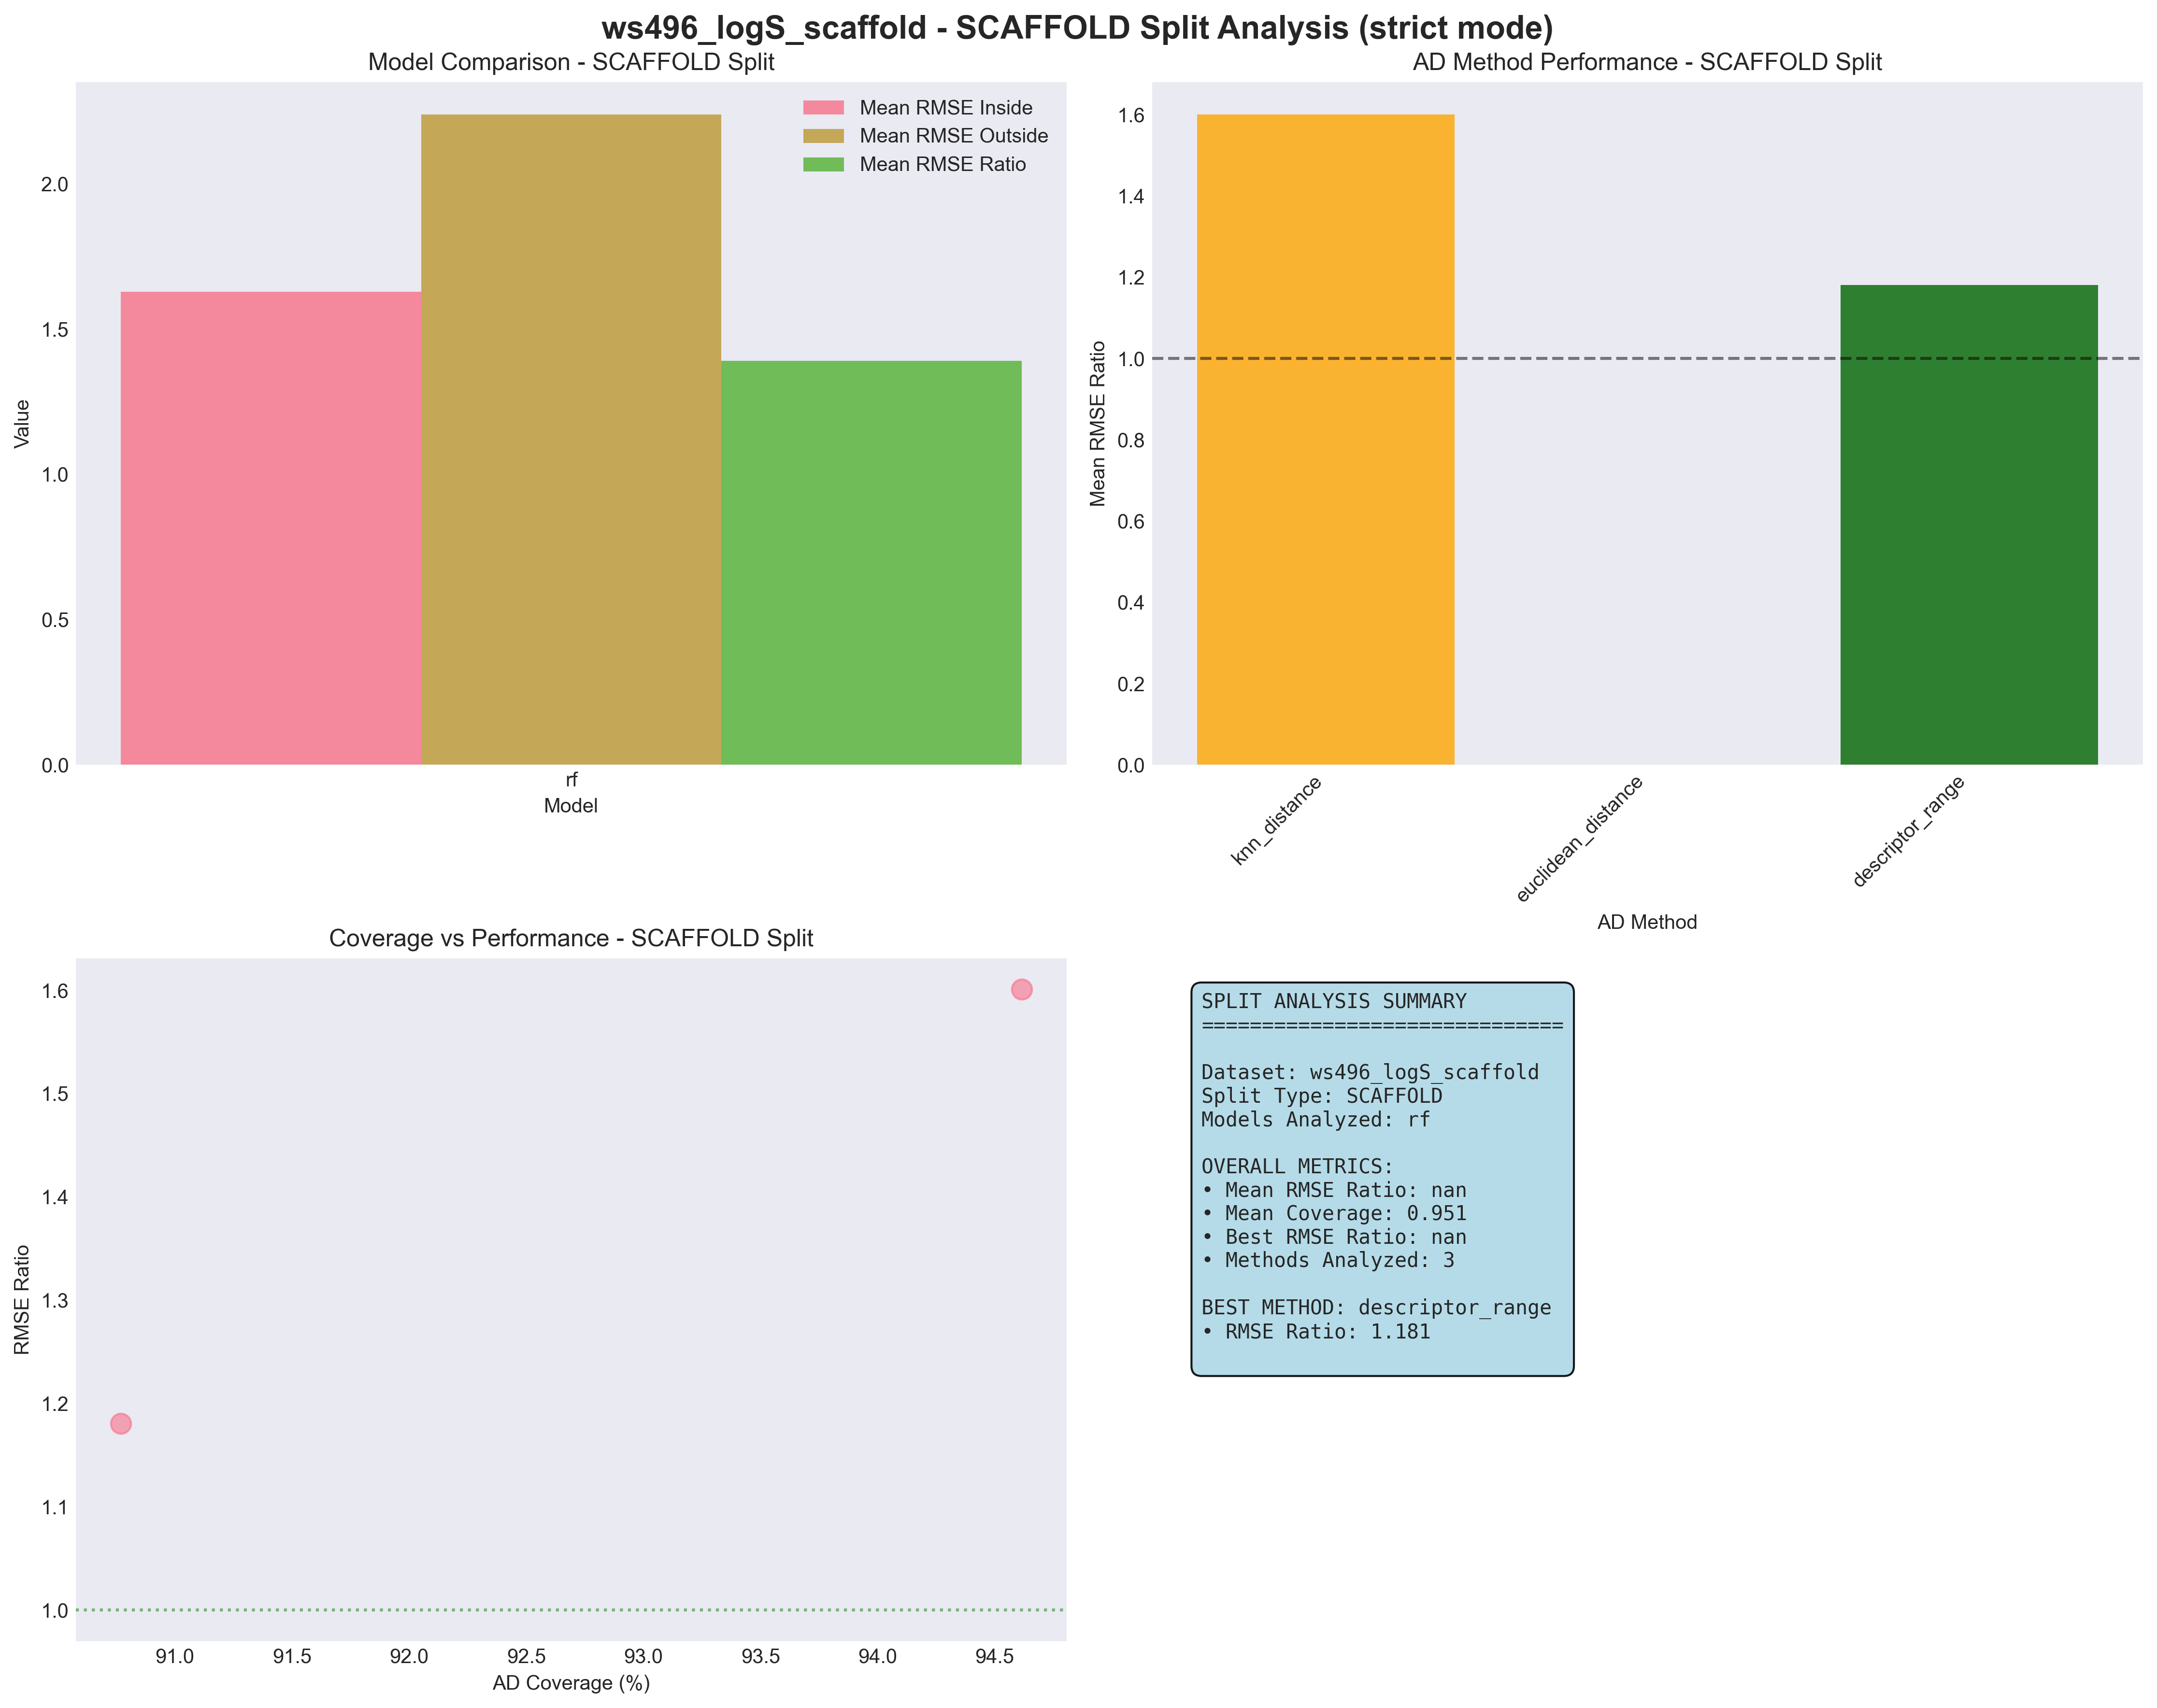 ws496_logS_scaffold - SCAFFOLD Split Analysis (strict mode)
Model Comparison - SCAFFOLD Split
Mean RMSE Inside
Mean RMSE Outside
Mean RMSE Ratio
Value
2.0
1.5
1.0
0.5
0.0
rf
Model
AD Method Performance - SCAFFOLD Split
Mean RMSE Ratio
1.6
1.4
1.2
1.0
0.8
0.6
0.4
0.2
0.0
knn_distance
euclidean_distance
descriptor_range
AD Method
Coverage vs Performance - SCAFFOLD Split
RMSE Ratio
1.6
1.5
1.4
1.3
1.2
1.1
1.0
91.0 91.5 92.0 92.5 93.0 93.5 94.0 94.5
AD Coverage (%)
SPLIT ANALYSIS SUMMARY
==============================
Dataset: ws496_logS_scaffold
Split Type: SCAFFOLD
Models Analyzed: rf
OVERALL METRICS:
• Mean RMSE Ratio: nan
• Mean Coverage: 0.951
• Best RMSE Ratio: nan
• Methods Analyzed: 3
BEST METHOD: descriptor_range
• RMSE Ratio: 1.181